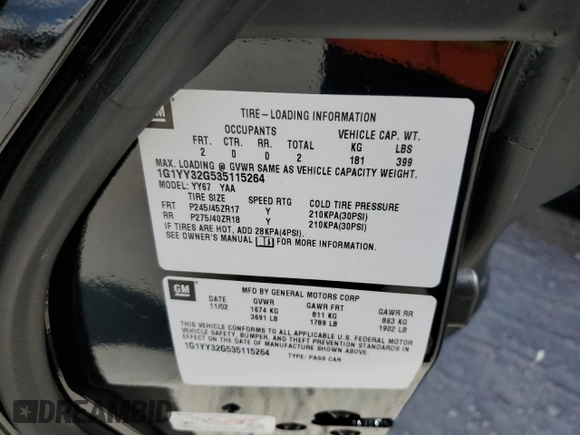 GM
TIRE-LOADING INFORMATION
OCCUPANTS VEHICLE CAP. WT.
FRT. CTR. RR. TOTAL KG LBS
2 0 0 2 181 399
MAX. LOADING @ GVWR SAME AS VEHICLE CAPACITY WEIGHT.
1G1YY32G535115264
MODEL: YY67 YAA
TIRE SIZE SPEED RTG COLD TIRE PRESSURE
FRT P245/45ZR17 Y 210KPA(30PSI)
RR P275/40ZR18 Y 210KPA(30PSI)
IF TIRES ARE HOT, ADD 28KPA(4PSI).
SEE OWNER'S MANUAL FOR MORE INFORMATION.
GM
MFD BY GENERAL MOTORS CORP
DATE GVWR GAWR FRT GAWR RR
11/02 1674 KG 811 KG 863 KG
3691 LB 1789 LB 1902 LB
THIS VEHICLE CONFORMS TO ALL APPLICABLE U.S. FEDERAL MOTOR
VEHICLE SAFETY, BUMPER, AND THEFT PREVENTION STANDARDS IN
EFFECT ON THE DATE OF MANUFACTURE SHOWN ABOVE.
1G1YY32G535115264 TYPE: PASS CAR
DREAMBID